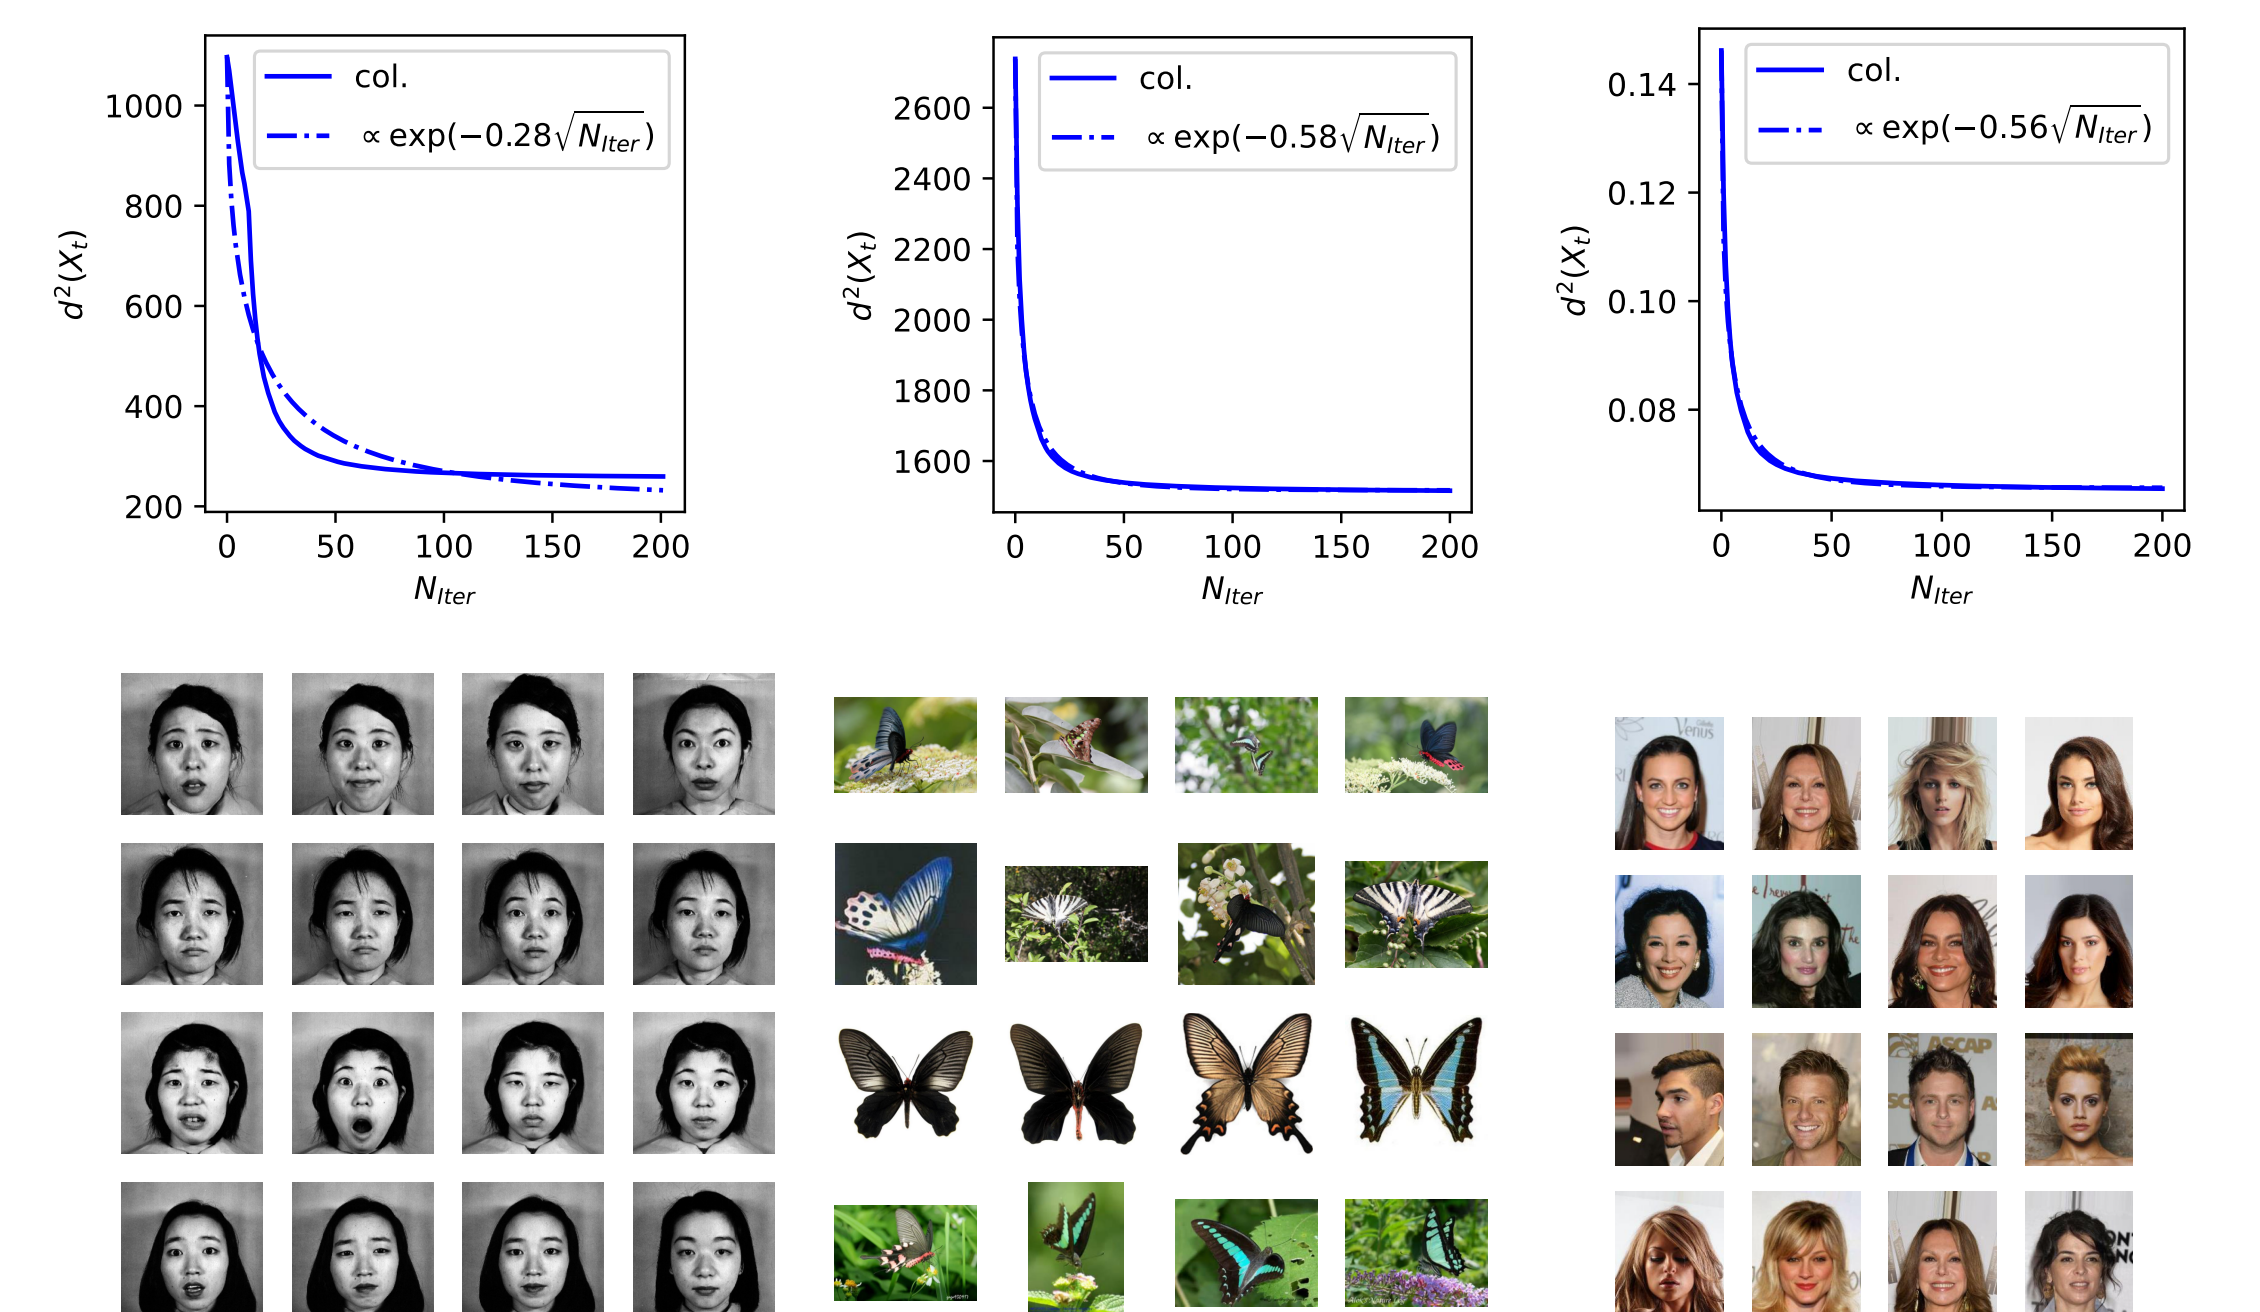 col.
∝ exp(−0.28√N_Iter)
d²(X_t)
1000
800
600
400
200
0 50 100 150 200
N_Iter
col.
∝ exp(−0.58√N_Iter)
d²(X_t)
2600
2400
2200
2000
1800
1600
0 50 100 150 200
N_Iter
col.
∝ exp(−0.56√N_Iter)
d²(X_t)
0.14
0.12
0.10
0.08
0 50 100 150 200
N_Iter
Venus
ASCAP